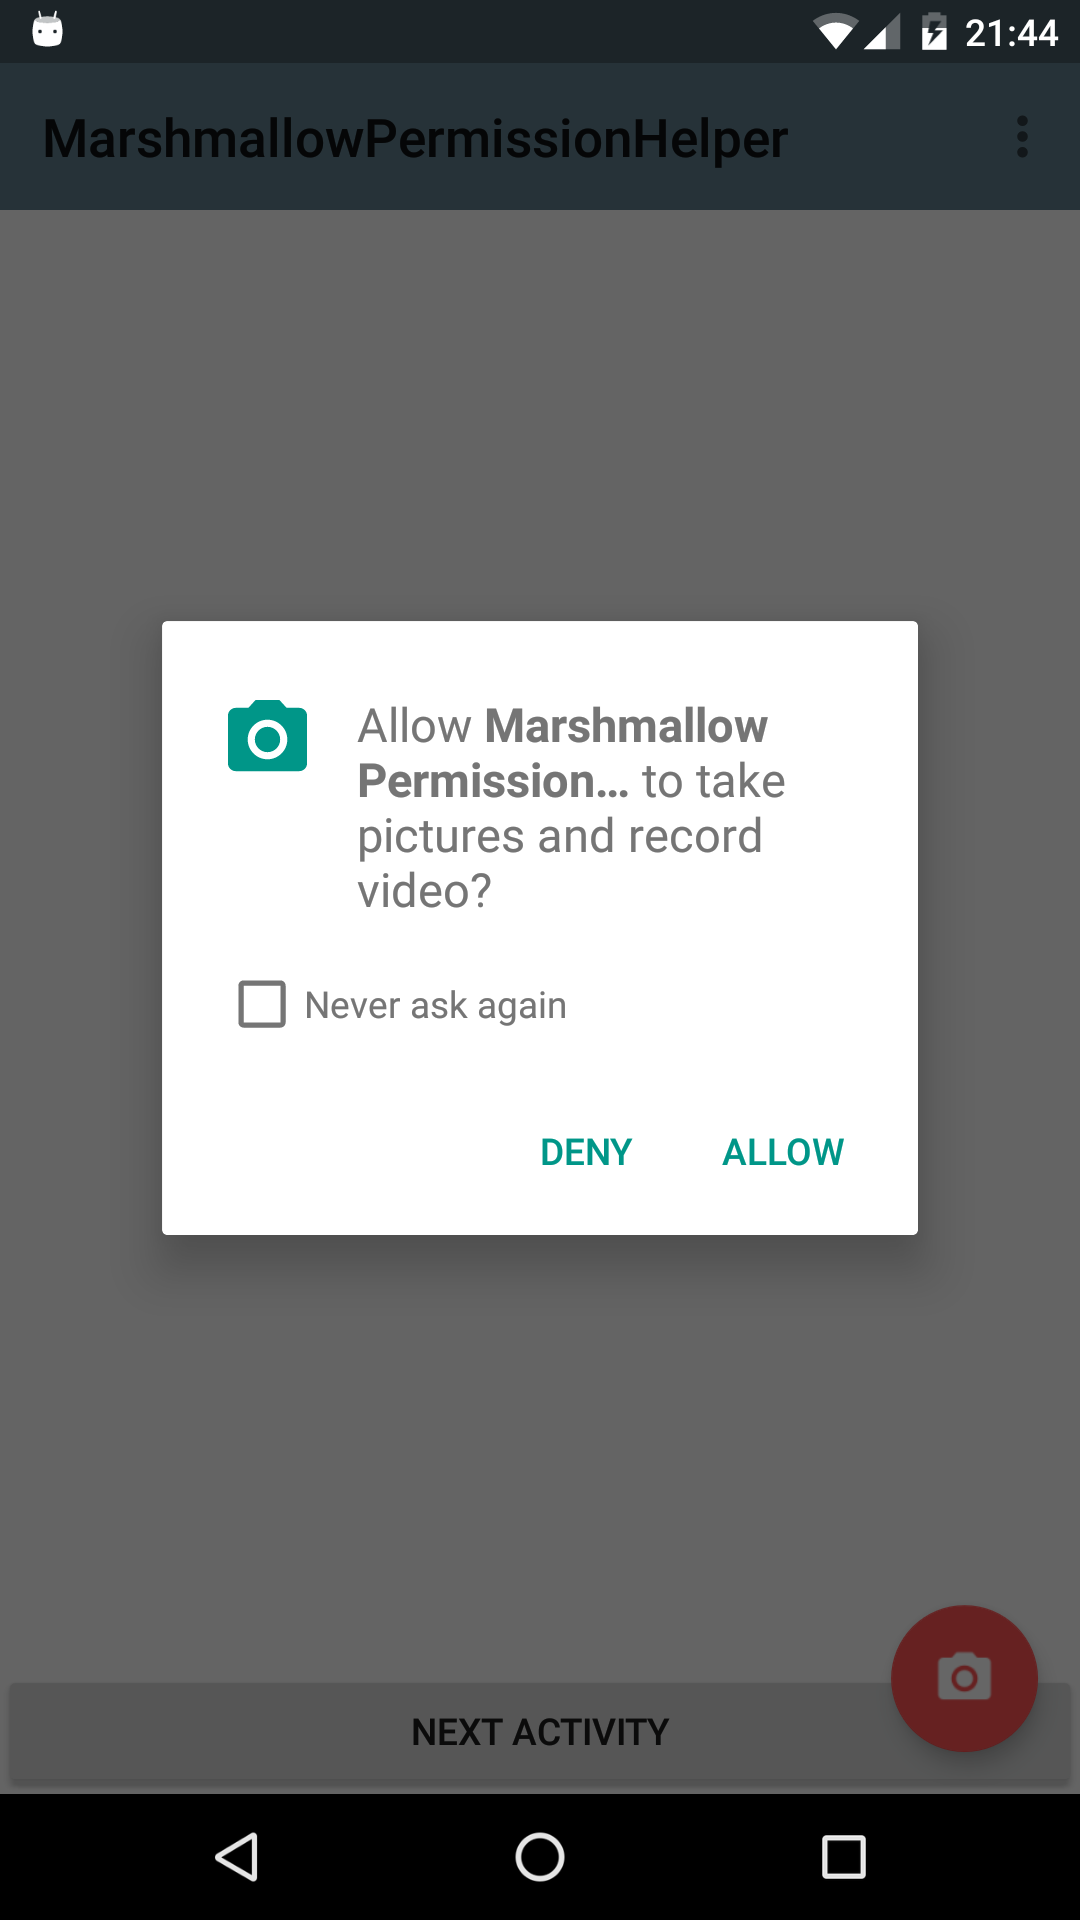 21:44
MarshmallowPermissionHelper
Allow Marshmallow
Permission... to take
pictures and record
video?
Never ask again
DENY ALLOW
NEXT ACTIVITY